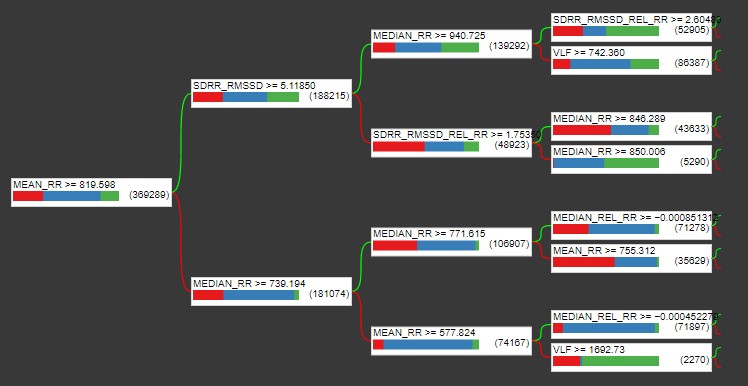 SDRR_RMSSD_REL_RR >= 2.6048
(52905)
MEDIAN_RR >= 940.725
(139292)
VLF >= 742.360
(86387)
SDRR_RMSSD >= 5.11850
(188215)
MEDIAN_RR >= 846.289
(43633)
SDRR_RMSSD_REL_RR >= 1.7535
(48923)
MEDIAN_RR >= 850.006
(5290)
MEAN_RR >= 819.598
(369289)
MEDIAN_REL_RR >= −0.00085131
(71278)
MEDIAN_RR >= 771.615
(106907)
MEAN_RR >= 755.312
(35629)
MEDIAN_RR >= 739.194
(181074)
MEDIAN_REL_RR >= −0.00045227
(71897)
MEAN_RR >= 577.824
(74167)
VLF >= 1692.73
(2270)